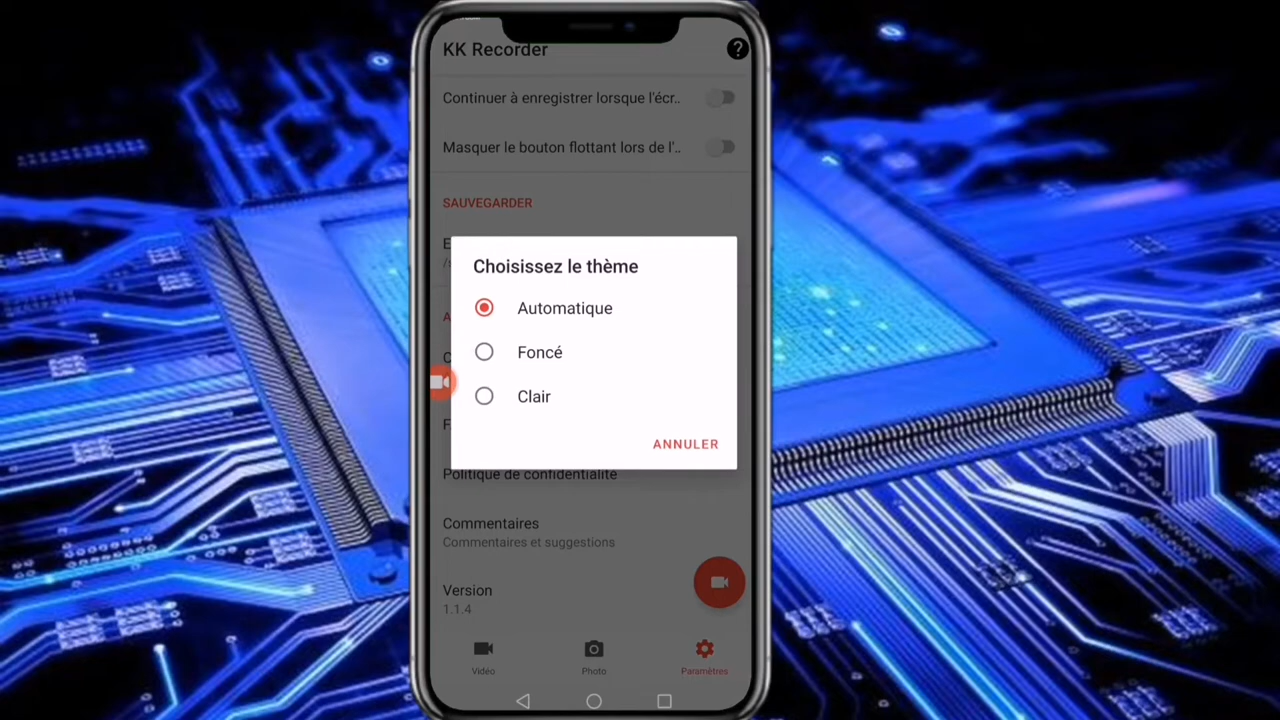 KK Recorder
?
Continuer à enregistrer lorsque l'écr..
Masquer le bouton flottant lors de l'..
SAUVEGARDER
E
A
C
F
Choisissez le thème
Automatique
Foncé
Clair
ANNULER
Politique de confidentialité
Commentaires
Commentaires et suggestions
Version
1.1.4
Vidéo
Photo
Paramètres